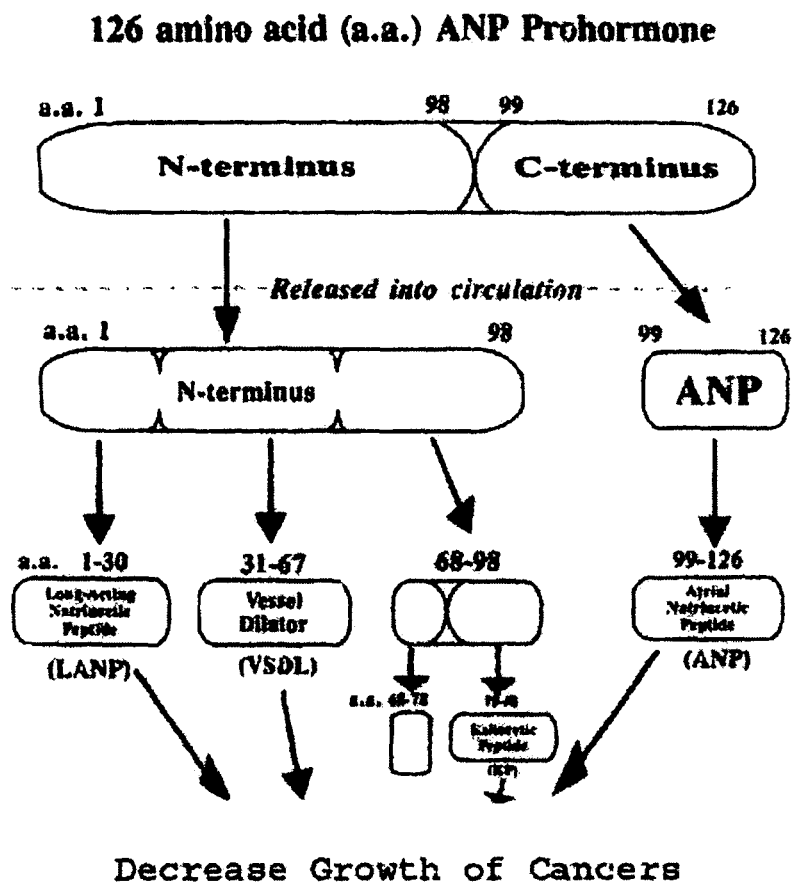 126 amino acid (a.a.) ANP Prohormone
a.a. 1 98 99 126
N-terminus C-terminus
Released into circulation
a.a. 1 98 99 126
N-terminus ANP
a.a. 1-30 31-67 68-98 99-126
Long-Acting
Natriuretic
Peptide
Vessel
Dilator
Atrial
Natriuretic
Peptide
(LANP) (VSDL) (ANP)
a.a. 68-78
Kaliuretic
Peptide
(KP)
Decrease Growth of Cancers